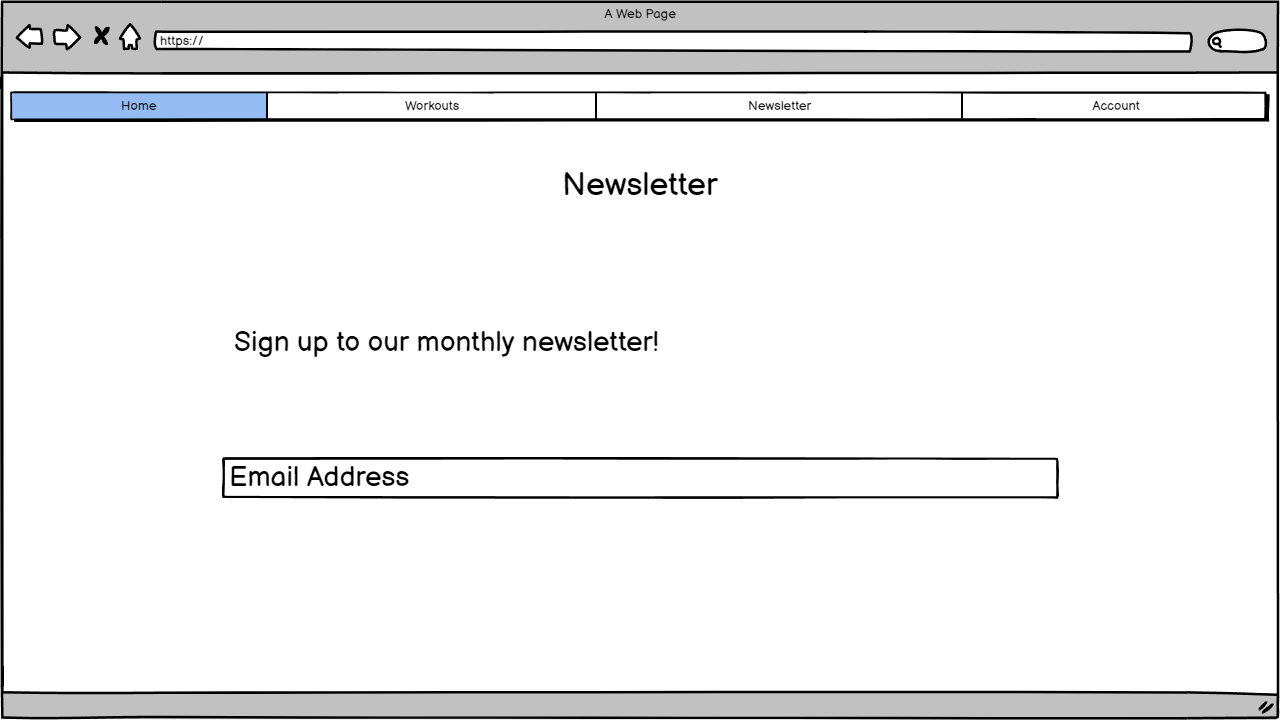 A Web Page
https://
Home Workouts Newsletter Account
Newsletter
Sign up to our monthly newsletter!
Email Address